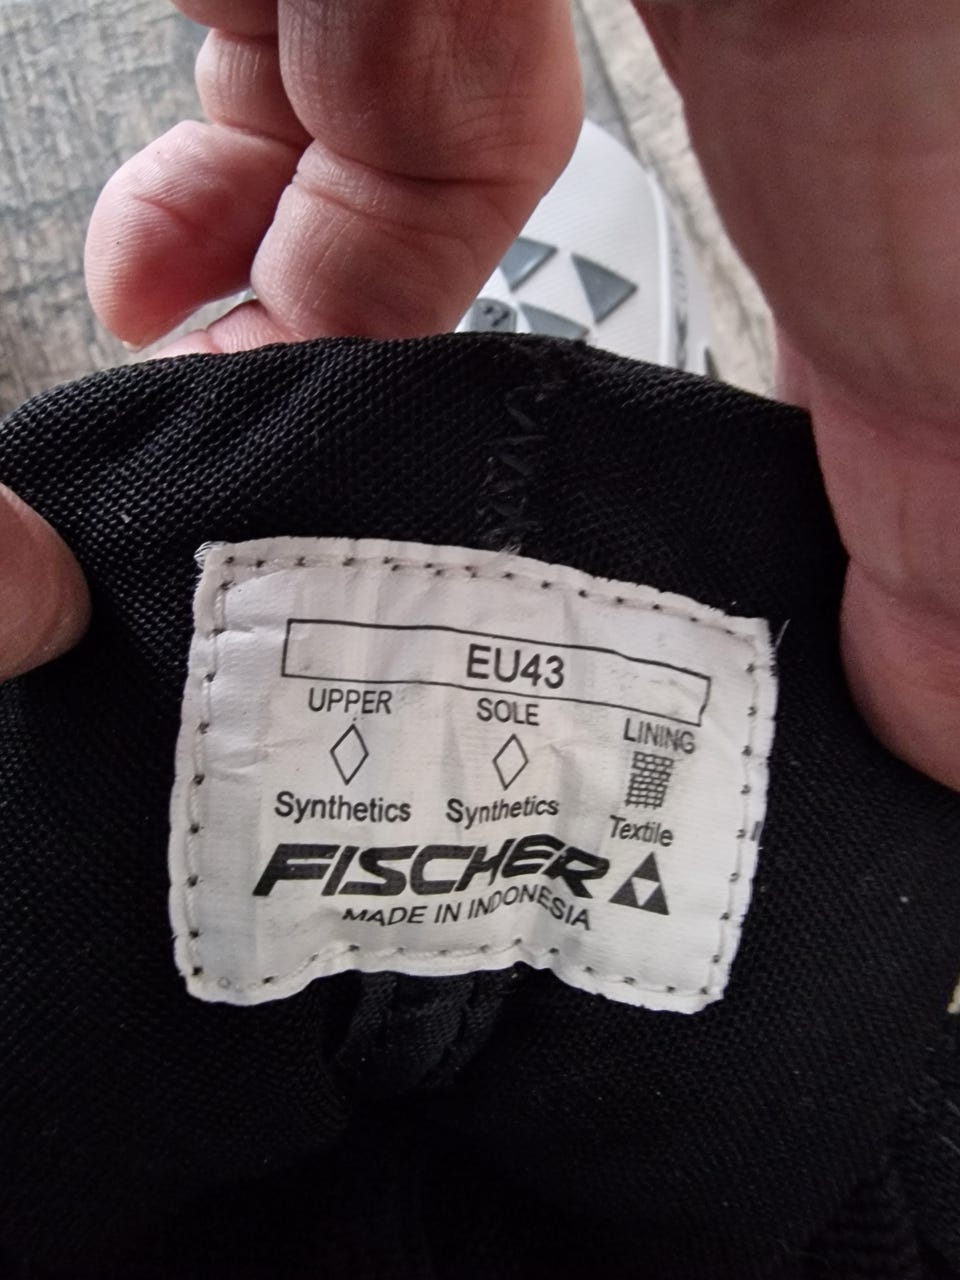 EU43
UPPER SOLE LINING
Synthetics Synthetics Textile
FISCHER
MADE IN INDONESIA